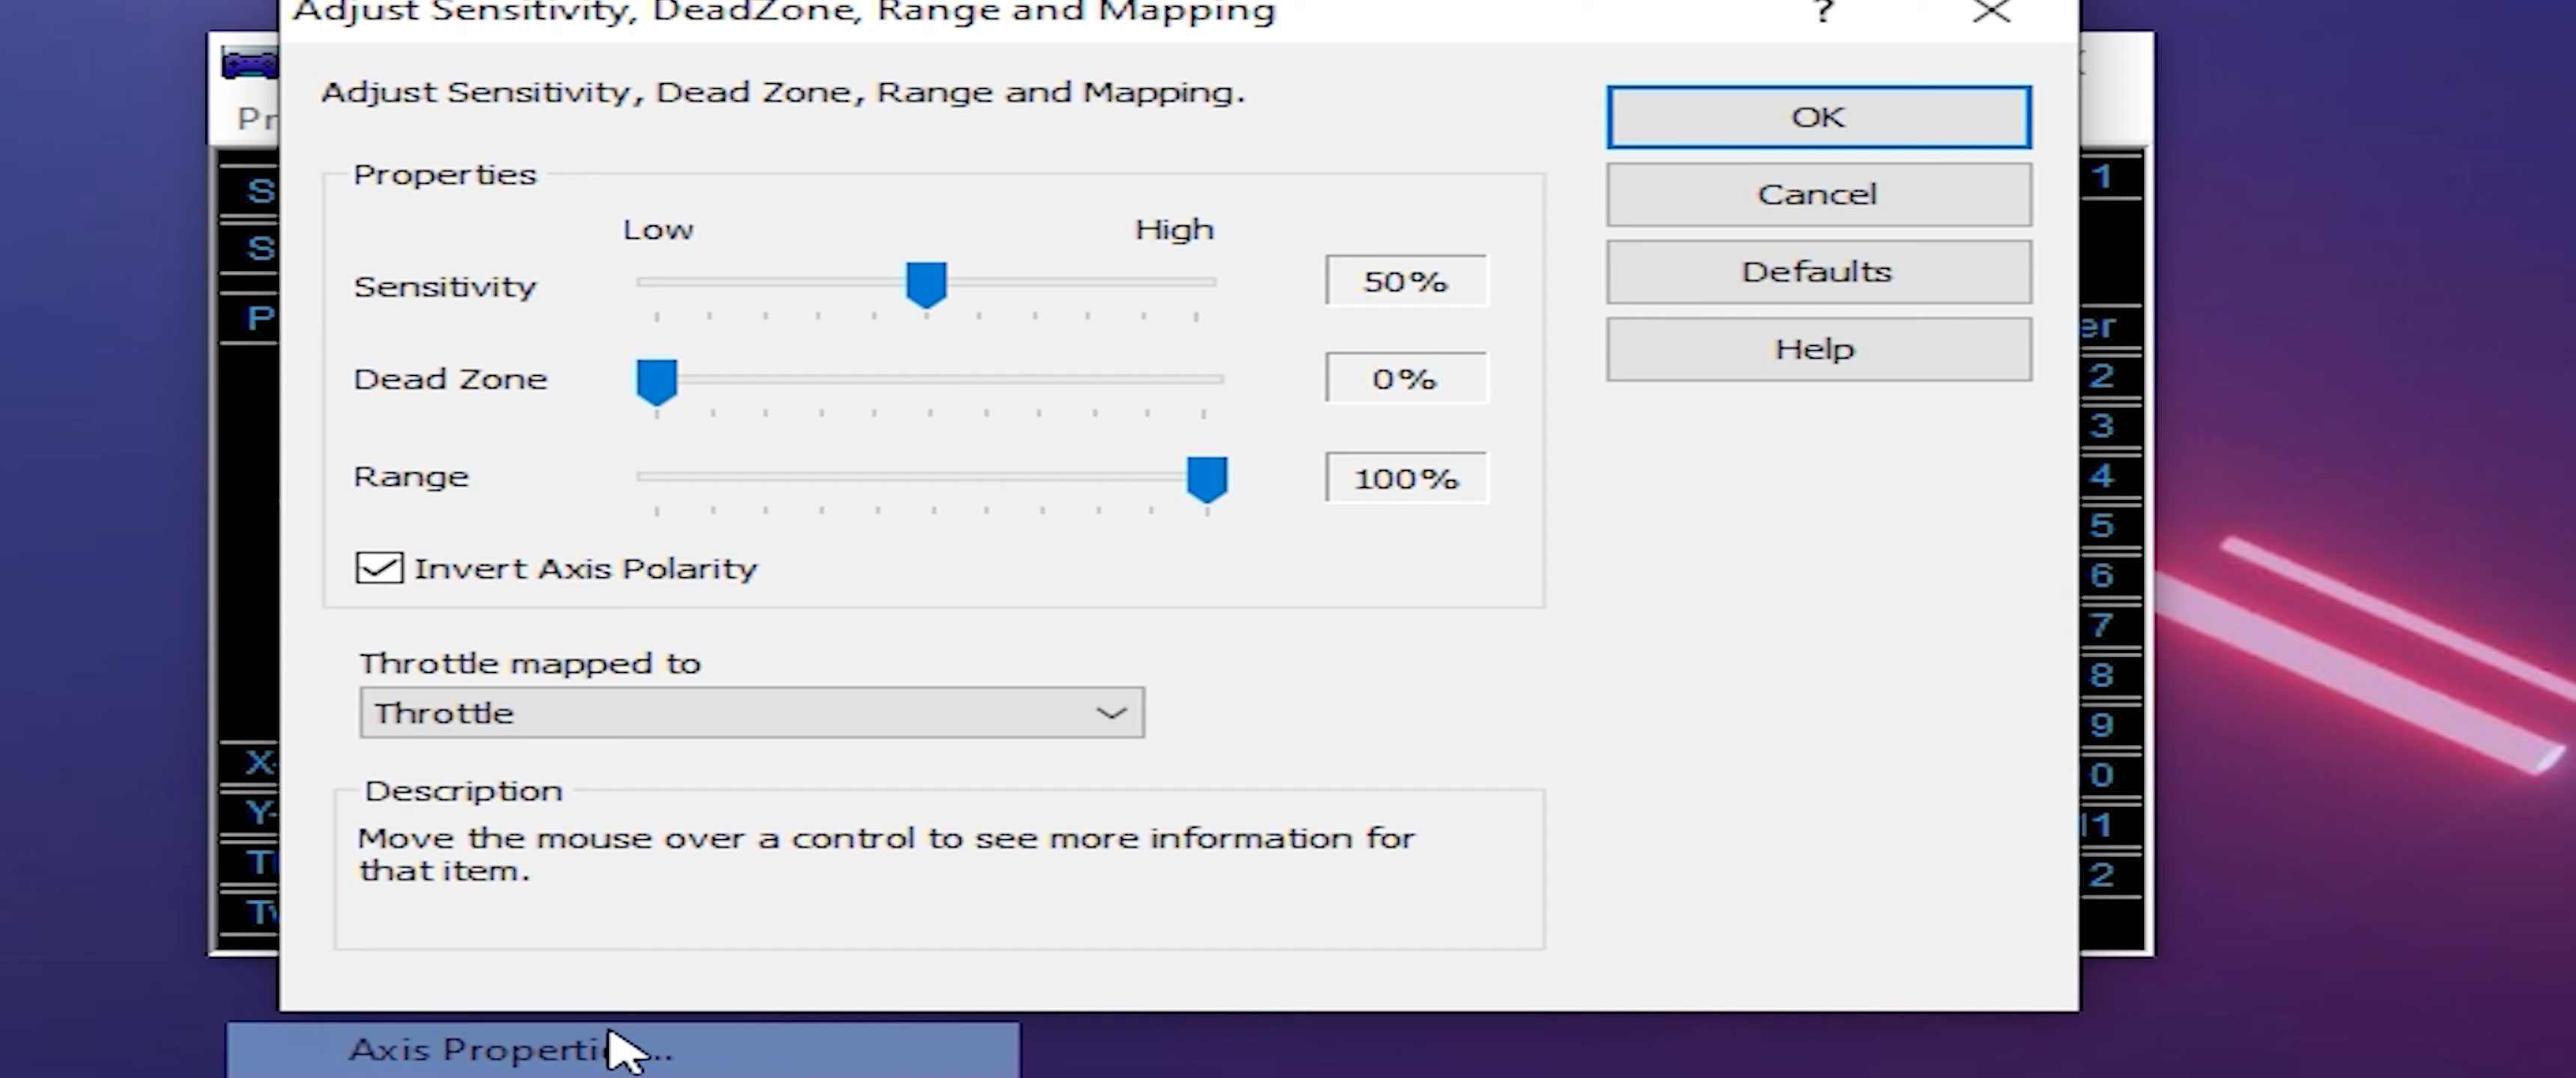 Adjust Sensitivity, DeadZone, Range and Mapping
?
Adjust Sensitivity, Dead Zone, Range and Mapping.
OK
Cancel
Defaults
Help
Properties
Low High
Sensitivity 50%
Dead Zone 0%
Range 100%
Invert Axis Polarity
Throttle mapped to
Throttle
Description
Move the mouse over a control to see more information for
that item.
1
2
3
4
5
6
7
8
9
0
11
2